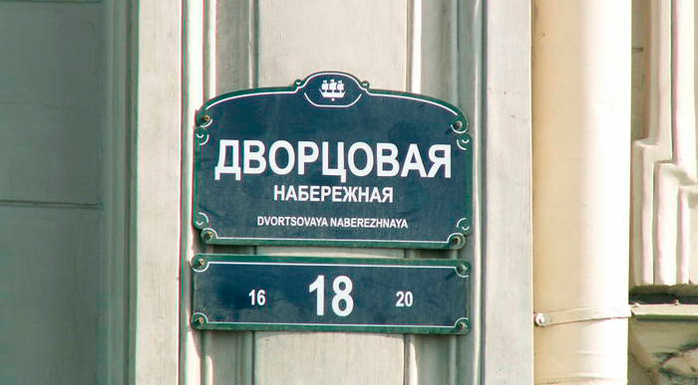 ДВОРЦОВАЯ
НАБЕРЕЖНАЯ
DVORTSOVAYA NABEREZHNAYA
16 18 20